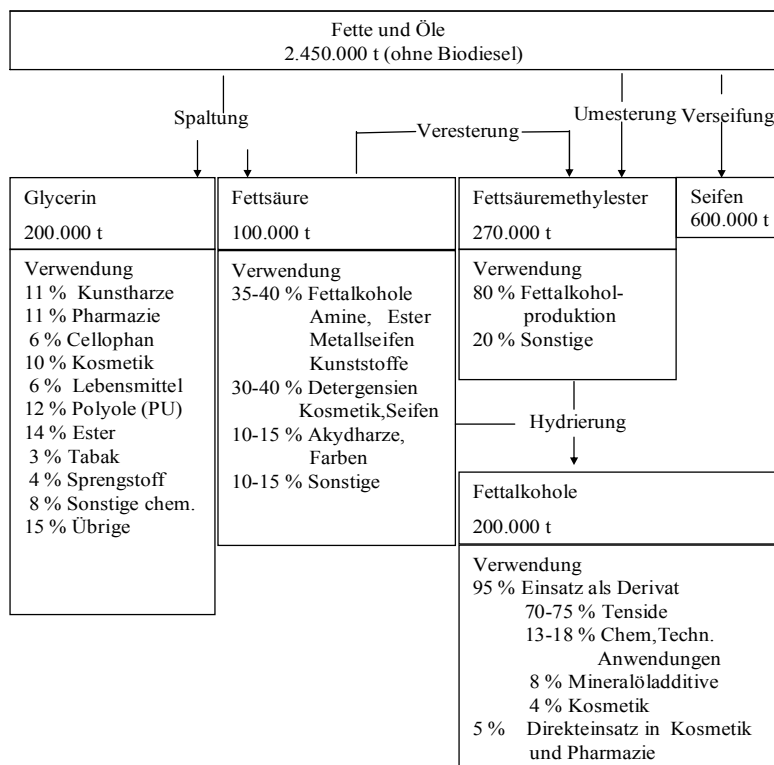 Fette und Öle
2.450.000 t (ohne Biodiesel)
Spaltung
Veresterung
Umesterung
Verseifung
Glycerin
200.000 t
Verwendung
11 % Kunstharze
11 % Pharmazie
6 % Cellophan
10 % Kosmetik
6 % Lebensmittel
12 % Polyole (PU)
14 % Ester
3 % Tabak
4 % Sprengstoff
8 % Sonstige chem.
15 % Übrige
Fettsäure
100.000 t
Verwendung
35-40 % Fettalkohole
Amine, Ester
Metallseifen
Kunststoffe
30-40 % Detergensien
Kosmetik,Seifen
10-15 % Akydharze,
Farben
10-15 % Sonstige
Fettsäuremethylester
270.000 t
Verwendung
80 % Fettalkohol-
produktion
20 % Sonstige
Seifen
600.000 t
Hydrierung
Fettalkohole
200.000 t
Verwendung
95 % Einsatz als Derivat
70-75 % Tenside
13-18 % Chem,Techn.
Anwendungen
8 % Mineralöladditive
4 % Kosmetik
5 % Direkteinsatz in Kosmetik
und Pharmazie